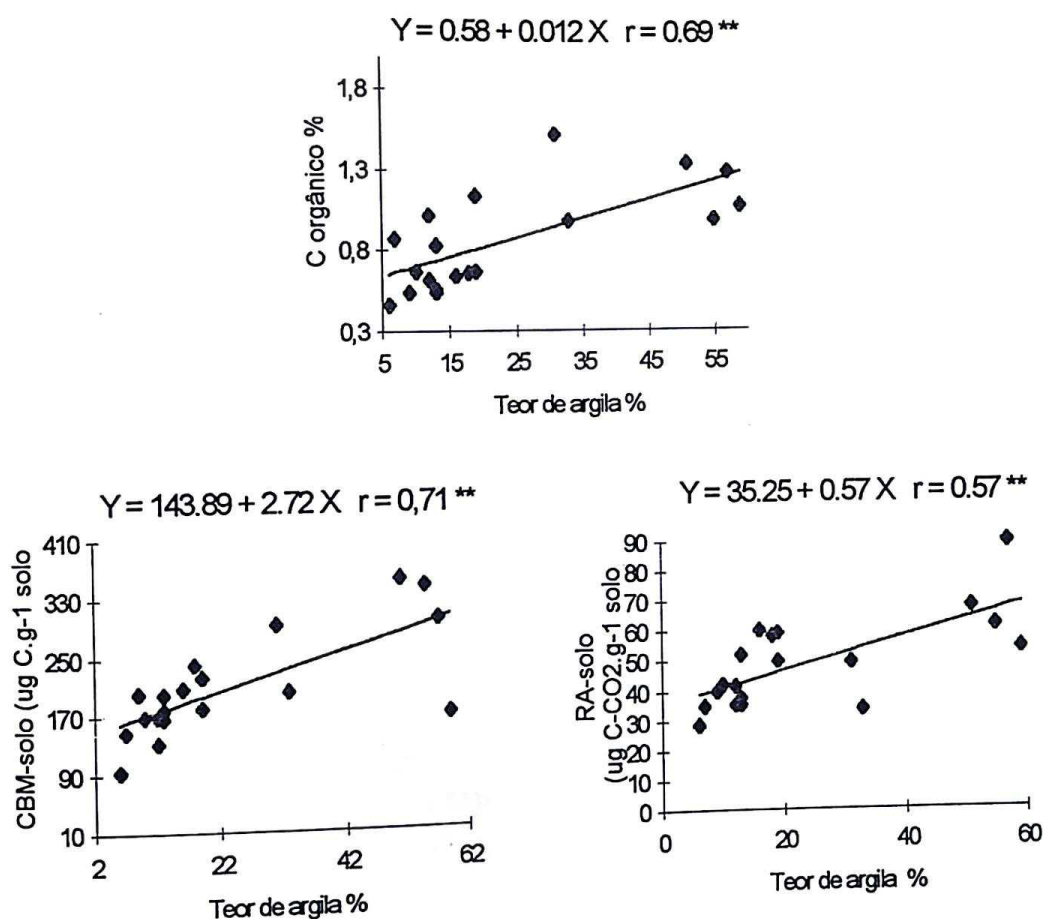 Y = 0.58 + 0.012 X r = 0.69 **
C orgânico %
1,8
1,3
0,8
0,3
5 15 25 35 45 55
Teor de argila %
Y = 143.89 + 2.72 X r = 0,71 **
CBM-solo (ug C.g-1 solo
410
330
250
170
90
10
2 22 42 62
Teor de argila %
Y = 35.25 + 0.57 X r = 0.57 **
RA-solo
(ug C-CO2.g-1 solo
90
80
70
60
50
40
30
20
10
0
0 20 40 60
Teor de argila %